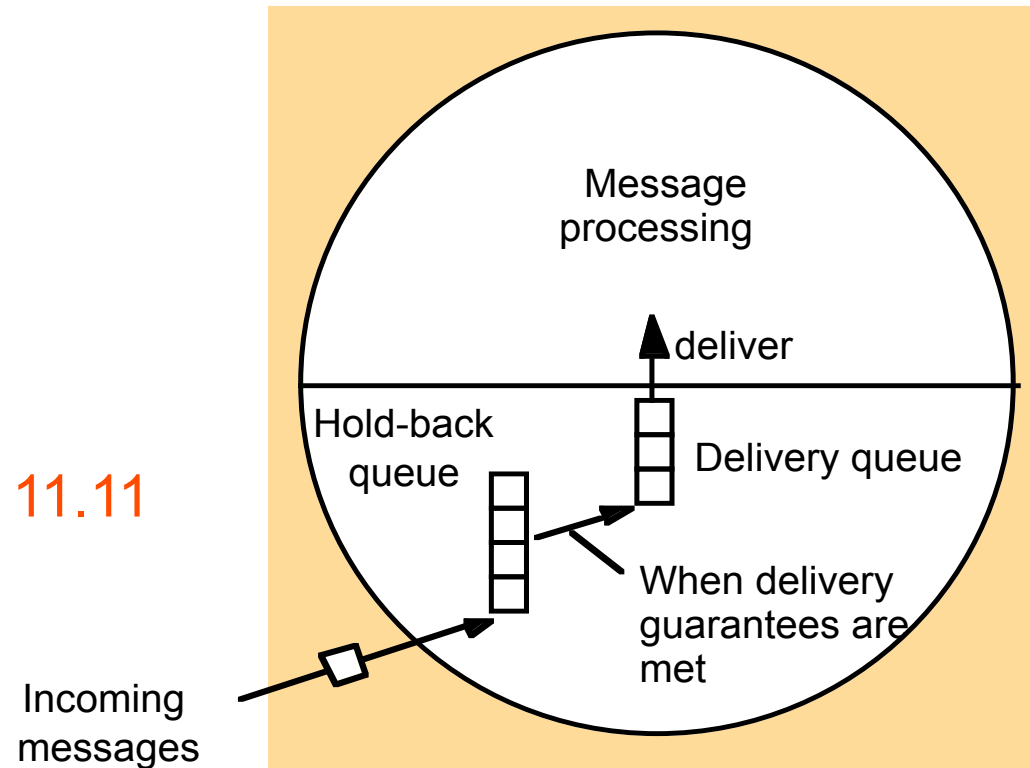 Message
processing
deliver
Hold-back
queue
Delivery queue
11.11
When delivery
guarantees are
met
Incoming
messages